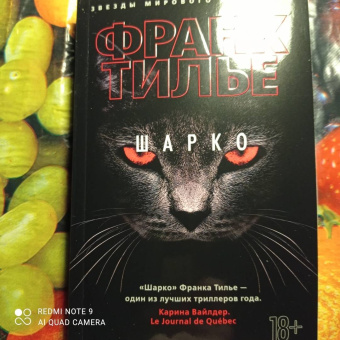 ЗВЕЗДЫ МИРОВОГО
ФРАНК
ТИЛЬЕ
ШАРКО
«Шарко» Франка Тилье —
один из лучших триллеров года.
Карина Вайлдер.
Le Journal de Québec
18+
REDMI NOTE 9
AI QUAD CAMERA